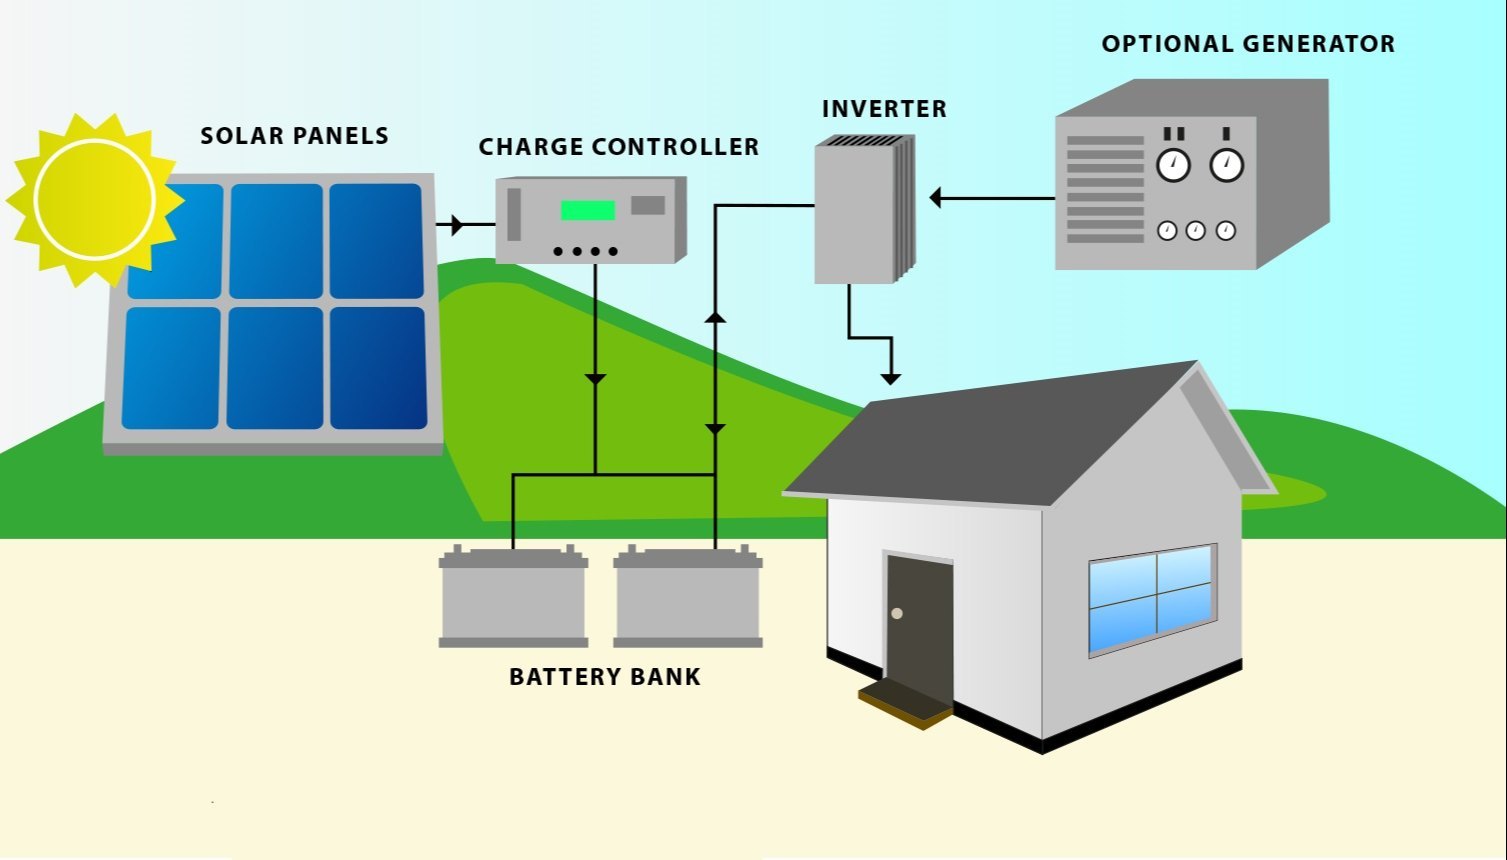 OPTIONAL GENERATOR
INVERTER
SOLAR PANELS
CHARGE CONTROLLER
BATTERY BANK